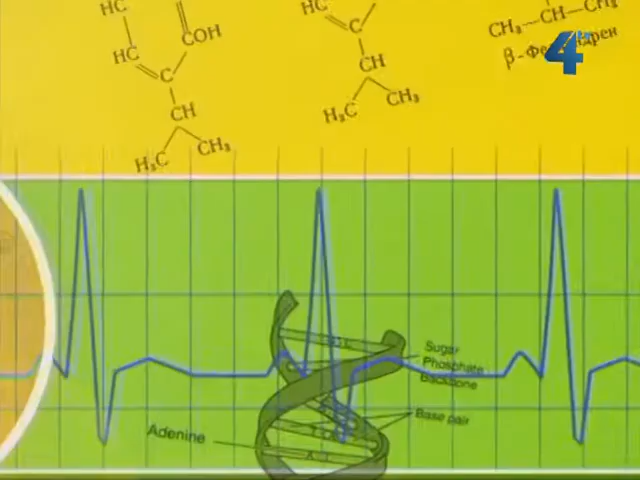 HC
HC
COH
C
CH
H₃C
CH₃
HC
C
CH
H₃C
CH₃
CH₃—CH—CH₃
4
Sugar
Phosphate
Backbone
Base pair
Adenine